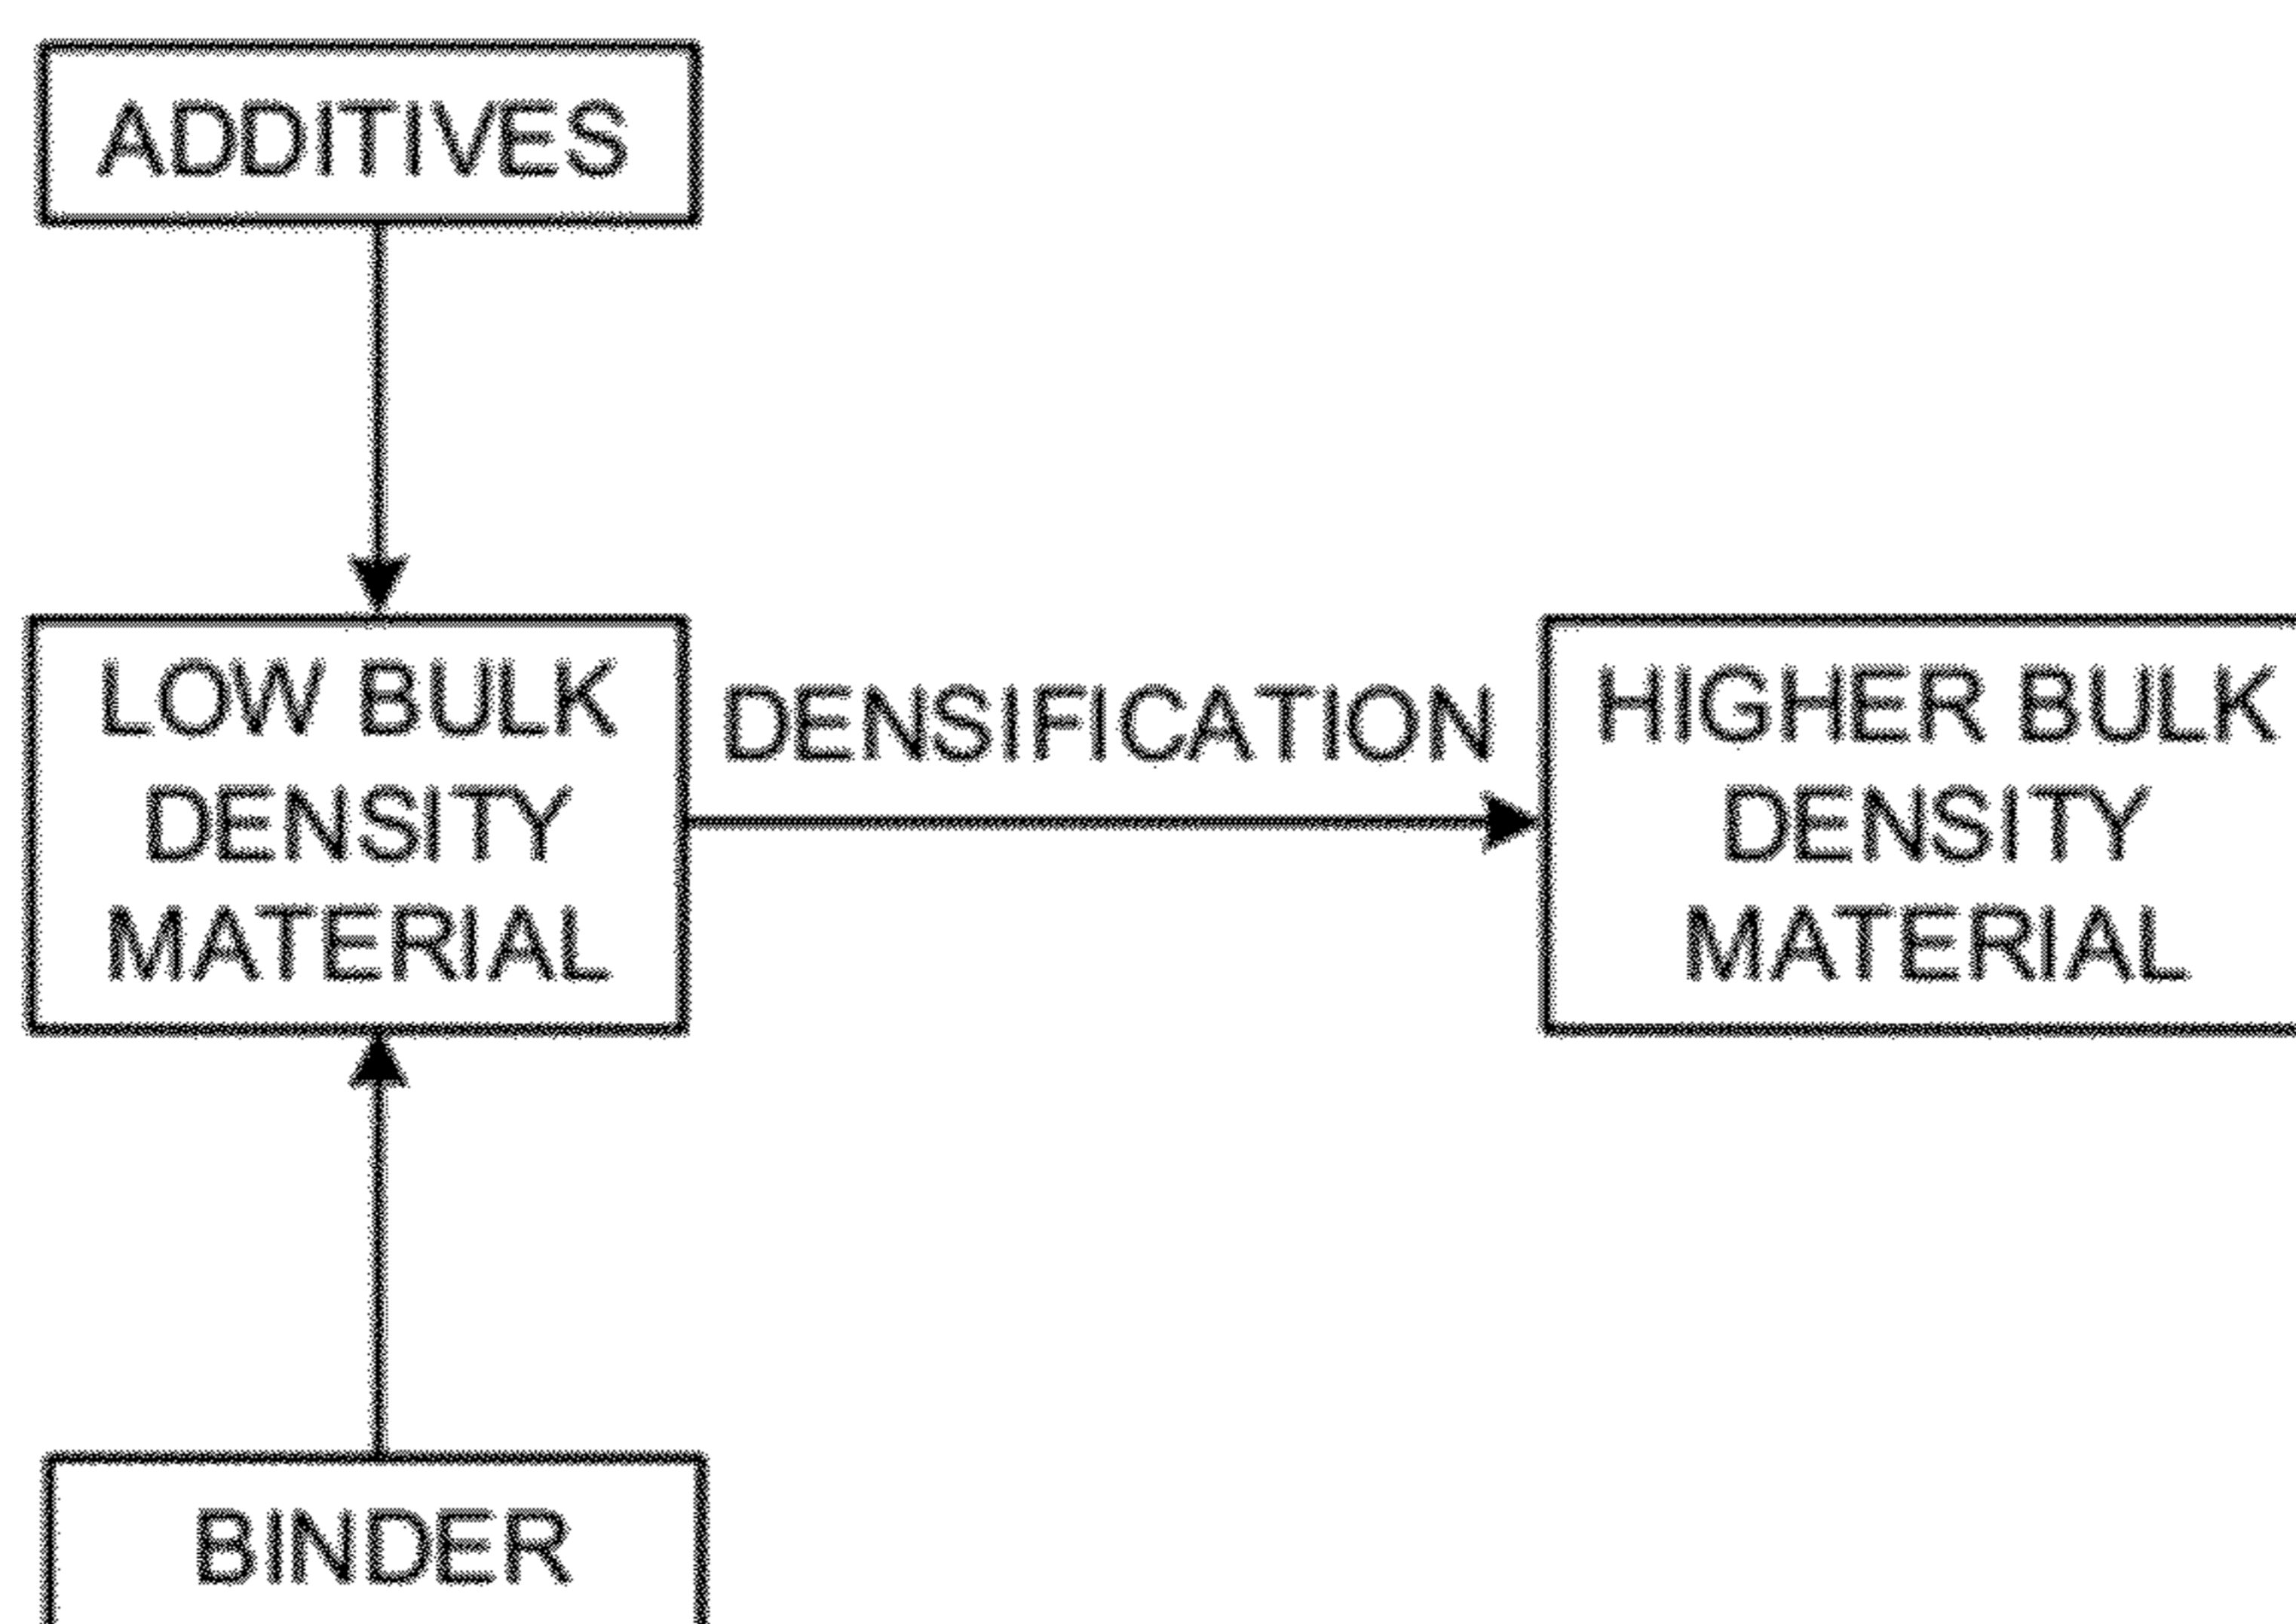 ADDITIVES
LOW BULK
DENSITY
MATERIAL
DENSIFICATION
HIGHER BULK
DENSITY
MATERIAL
BINDER